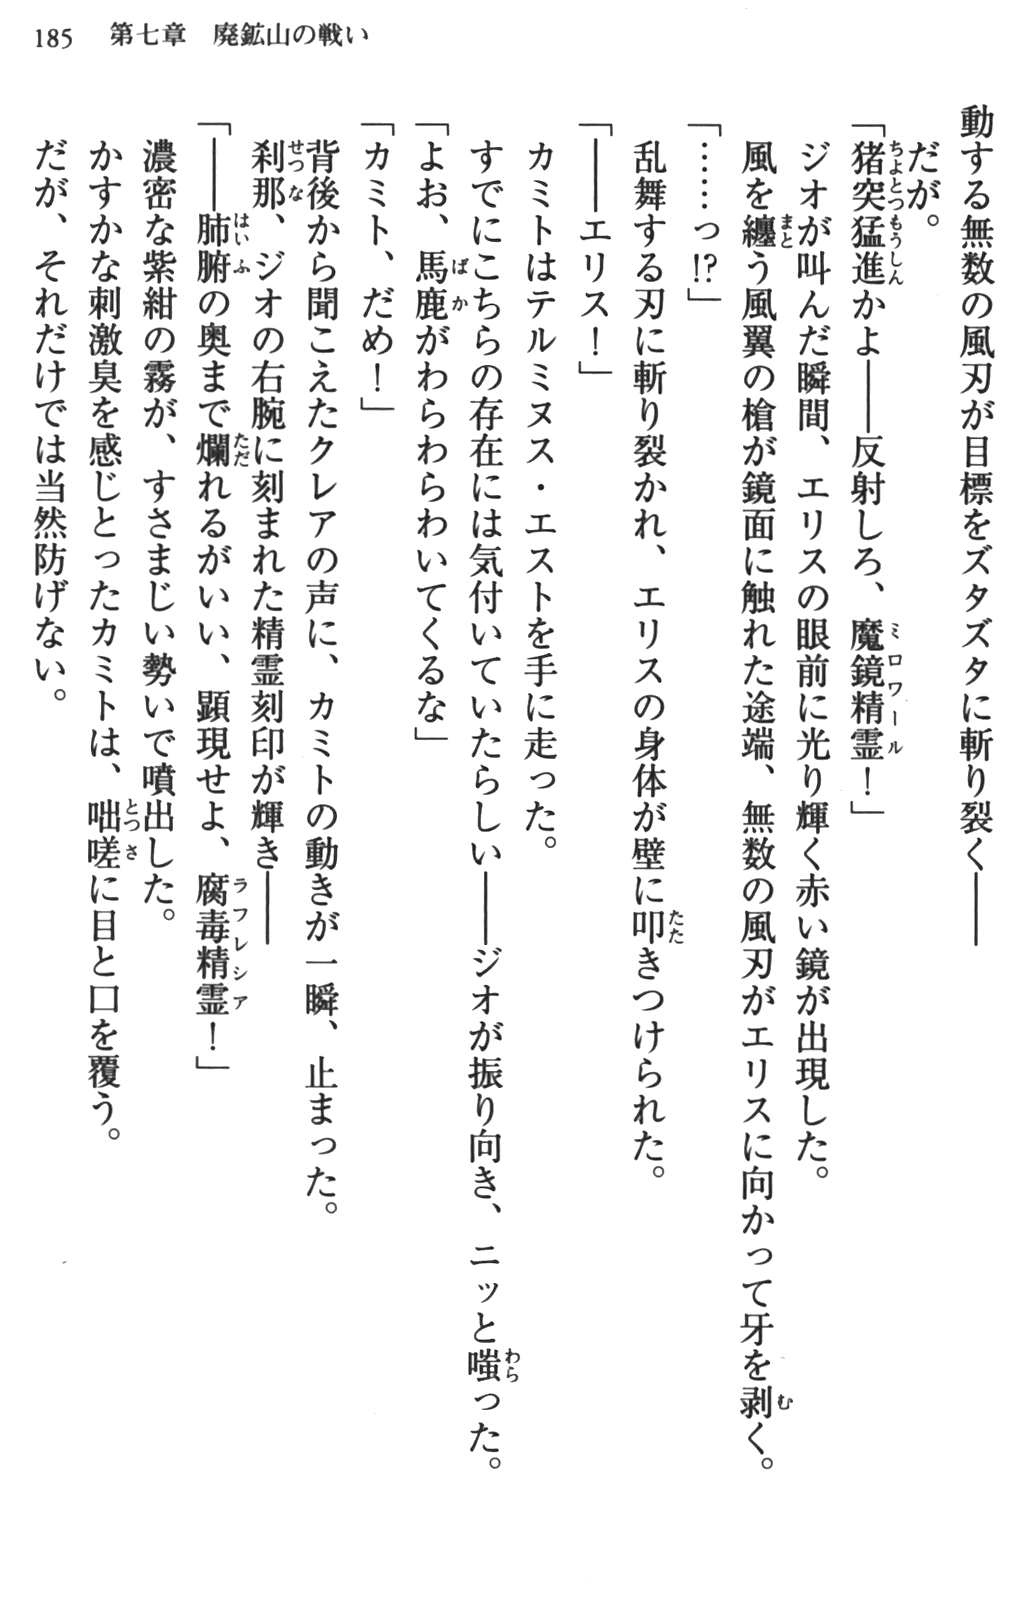 185　第七章　廃鉱山の戦い
動する無数の風刃が目標をズタズタに斬り裂く――
だが。
「猪突猛進かよ――反射しろ、魔鏡精霊！」
ジオが叫んだ瞬間、エリスの眼前に光り輝く赤い鏡が出現した。
風を纏う風翼の槍が鏡面に触れた途端、無数の風刃がエリスに向かって牙を剥く。
「……っ!?」
乱舞する刃に斬り裂かれ、エリスの身体が壁に叩きつけられた。
「――エリス！」
カミトはテルミヌス・エストを手に走った。
すでにこちらの存在には気付いていたらしい――ジオが振り向き、ニッと嗤った。
「よお、馬鹿がわらわらわいてくるな」
「カミト、だめ！」
背後から聞こえたクレアの声に、カミトの動きが一瞬、止まった。
刹那、ジオの右腕に刻まれた精霊刻印が輝き――
「――肺腑の奥まで爛れるがいい、顕現せよ、腐毒精霊！」
濃密な紫紺の霧が、すさまじい勢いで噴出した。
かすかな刺激臭を感じとったカミトは、咄嗟に目と口を覆う。
だが、それだけでは当然防げない。